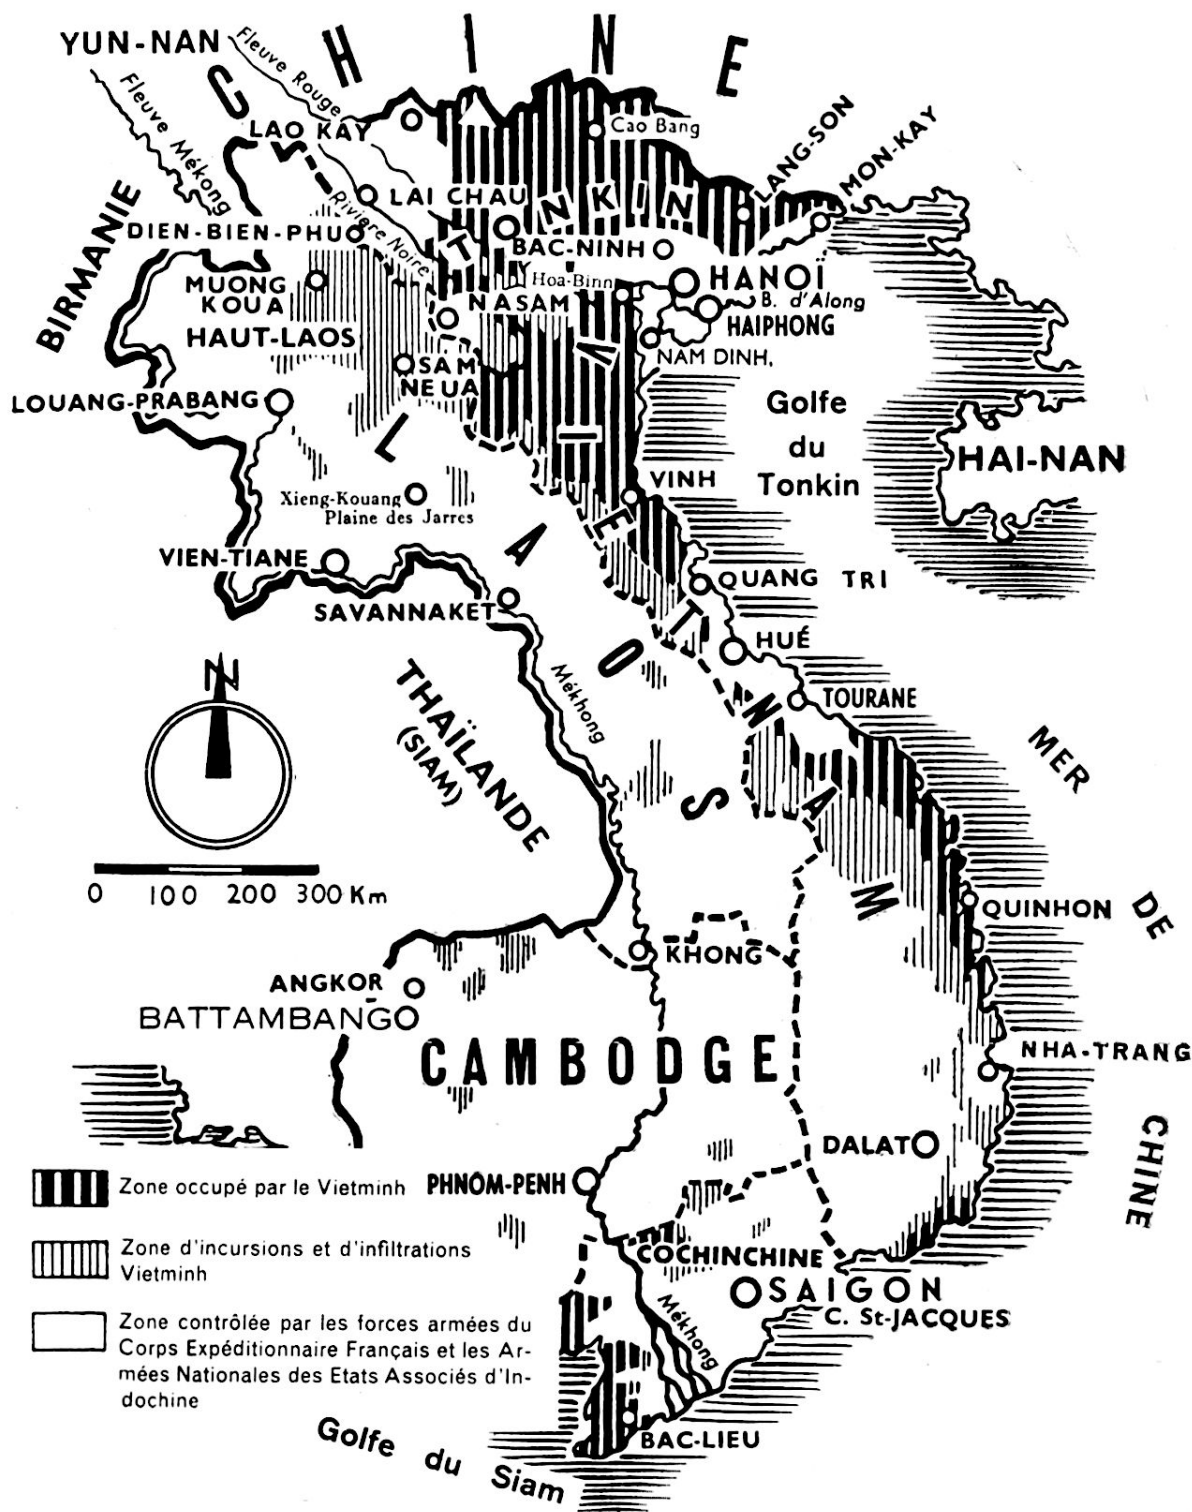 CHINE
YUN-NAN
Fleuve Rouge
Fleuve Mékong
LAO KAY
Cao Bang
LANG-SON
MON-KAY
BIRMANIE
LAI CHAU
Rivière Noire
TONKIN
DIEN-BIEN-PHU
BAC-NINH
MUONG
KOUA
Hoa-Binn
HANOÏ
NASAM
B. d'Along
HAIPHONG
HAUT-LAOS
NAM DINH.
SAM
NEUA
LOUANG-PRABANG
Golfe
du
Tonkin
HAI-NAN
LAOS
VIETNAM
VINH
Xieng-Kouang
Plaine des Jarres
VIEN-TIANE
QUANG TRI
SAVANNAKET
HUÉ
N
Mékhong
TOURANE
THAÏLANDE
(SIAM)
MER
DE
CHINE
0 100 200 300 Km
QUINHON
KHONG
ANGKOR
BATTAMBANG
CAMBODGE
NHA-TRANG
DALAT
PHNÔM-PENH
Zone occupé par le Vietminh
Zone d'incursions et d'infiltrations
Vietminh
Zone contrôlée par les forces armées du
Corps Expéditionnaire Français et les Ar-
mées Nationales des Etats Associés d'In-
dochine
COCHINCHINE
SAIGON
C. St-JACQUES
Mékhong
BAC-LIEU
Golfe du Siam